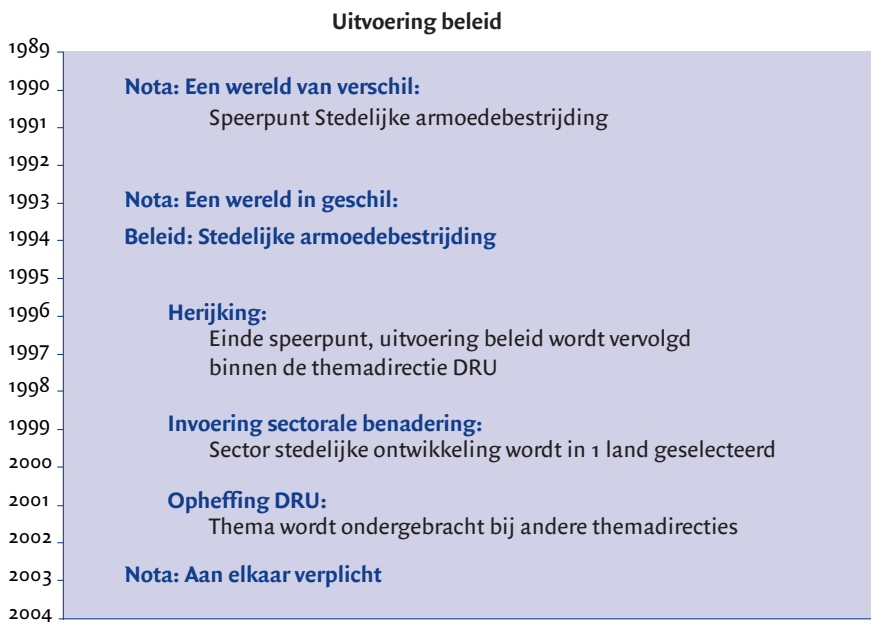 Uitvoering beleid
1989
1990 Nota: Een wereld van verschil:
Speerpunt Stedelijke armoedebestrijding
1991
1992
1993 Nota: Een wereld in geschil:
1994 Beleid: Stedelijke armoedebestrijding
1995
1996 Herijking:
Einde speerpunt, uitvoering beleid wordt vervolgd
1997 binnen de themadirectie DRU
1998
1999 Invoering sectorale benadering:
Sector stedelijke ontwikkeling wordt in 1 land geselecteerd
2000
2001 Opheffing DRU:
Thema wordt ondergebracht bij andere themadirecties
2002
2003 Nota: Aan elkaar verplicht
2004